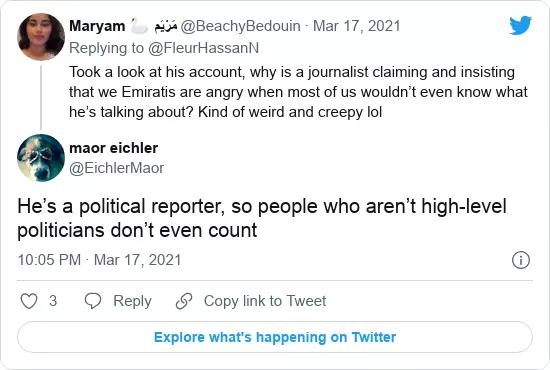 Maryam 🦢 مَرْيَم @BeachyBedouin · Mar 17, 2021
Replying to @FleurHassanN
Took a look at his account, why is a journalist claiming and insisting
that we Emiratis are angry when most of us wouldn’t even know what
he’s talking about? Kind of weird and creepy lol
maor eichler
@EichlerMaor
He’s a political reporter, so people who aren’t high-level
politicians don’t even count
10:05 PM · Mar 17, 2021
3 Reply Copy link to Tweet
Explore what's happening on Twitter